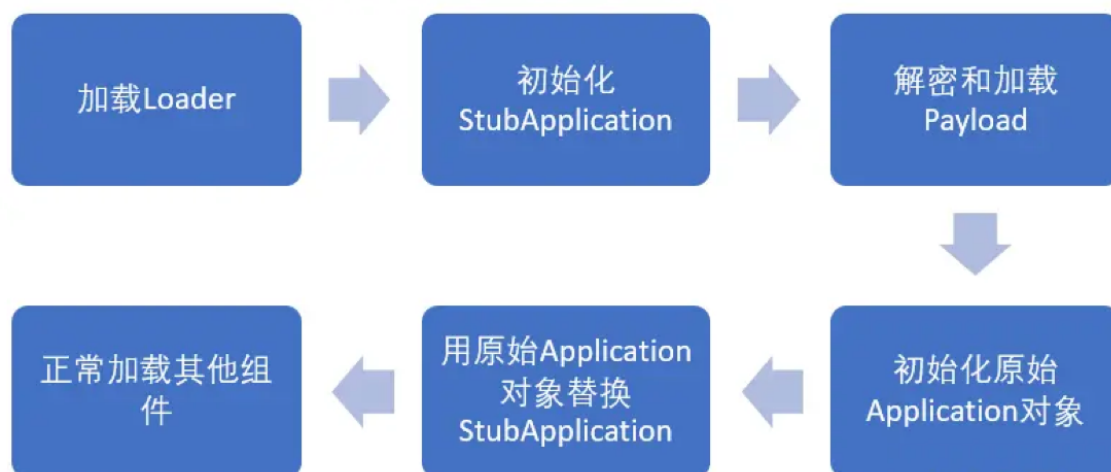 加载Loader
初始化
StubApplication
解密和加载
Payload
初始化原始
Application对象
用原始Application
对象替换
StubApplication
正常加载其他组
件